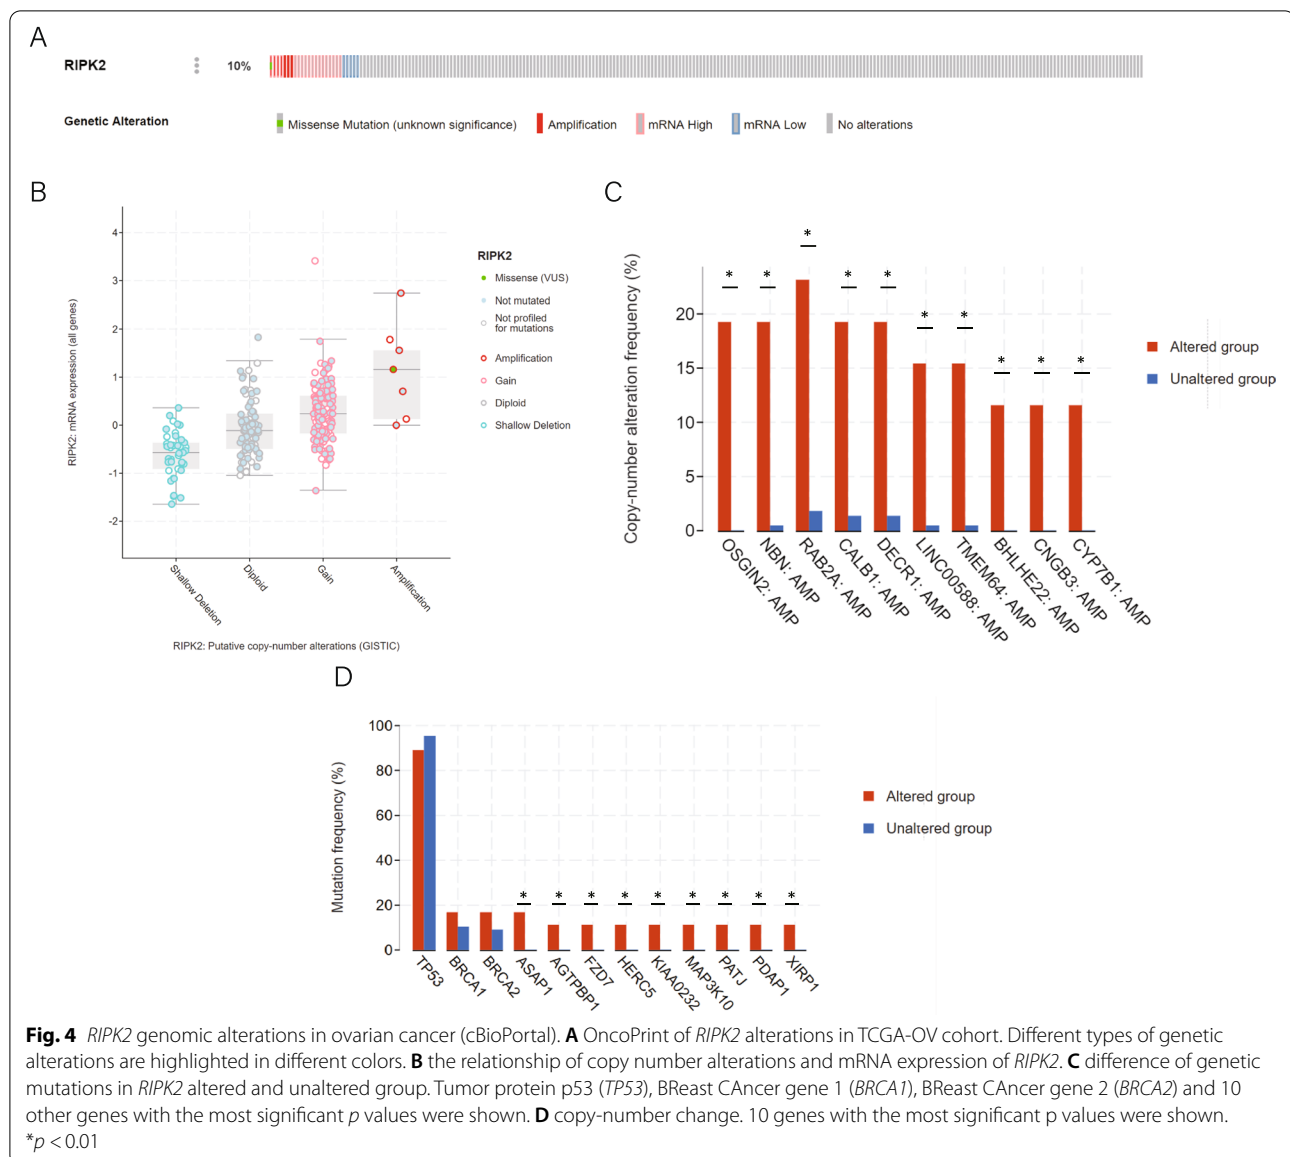 A
RIPK2
10%
Genetic Alteration
Missense Mutation (unknown significance)
Amplification
mRNA High
mRNA Low
No alterations
B
RIPK2: mRNA expression (all genes)
4
3
2
1
0
-1
-2
Shallow Deletion
Diploid
Gain
Amplification
RIPK2: Putative copy-number alterations (GISTIC)
RIPK2
Missense (VUS)
Not mutated
Not profiled
for mutations
Amplification
Gain
Diploid
Shallow Deletion
C
Copy-number alteration frequency (%)
20
15
10
5
0
* * * * * * * * * *
OSGIN2: AMP
NBN: AMP
RAB2A: AMP
CALB1: AMP
DECR1: AMP
LINC00588: AMP
TMEM64: AMP
BHLHE22: AMP
CNGB3: AMP
CYP7B1: AMP
Altered group
Unaltered group
D
Mutation frequency (%)
100
80
60
40
20
0
* * * * * * * * *
TP53
BRCA1
BRCA2
ASAP1
AGTPBP1
FZD7
HERC5
KIAA0232
MAP3K10
PATJ
PDAP1
XIRP1
Altered group
Unaltered group
Fig. 4 RIPK2 genomic alterations in ovarian cancer (cBioPortal). A OncoPrint of RIPK2 alterations in TCGA-OV cohort. Different types of genetic
alterations are highlighted in different colors. B the relationship of copy number alterations and mRNA expression of RIPK2. C difference of genetic
mutations in RIPK2 altered and unaltered group. Tumor protein p53 (TP53), BReast CAncer gene 1 (BRCA1), BReast CAncer gene 2 (BRCA2) and 10
other genes with the most significant p values were shown. D copy-number change. 10 genes with the most significant p values were shown.
*p < 0.01